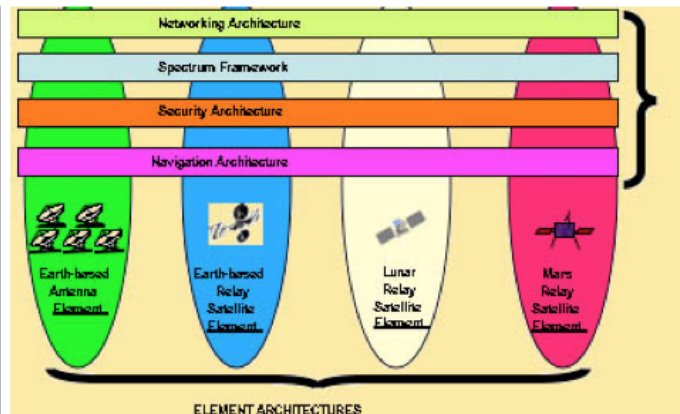 Networking Architecture
Spectrum Framework
Security Architecture
Navigation Architecture
Earth-based
Antenna
Element
Earth-based
Relay
Satellite
Element
Lunar
Relay
Satellite
Element
Mars
Relay
Satellite
Element
ELEMENT ARCHITECTURES